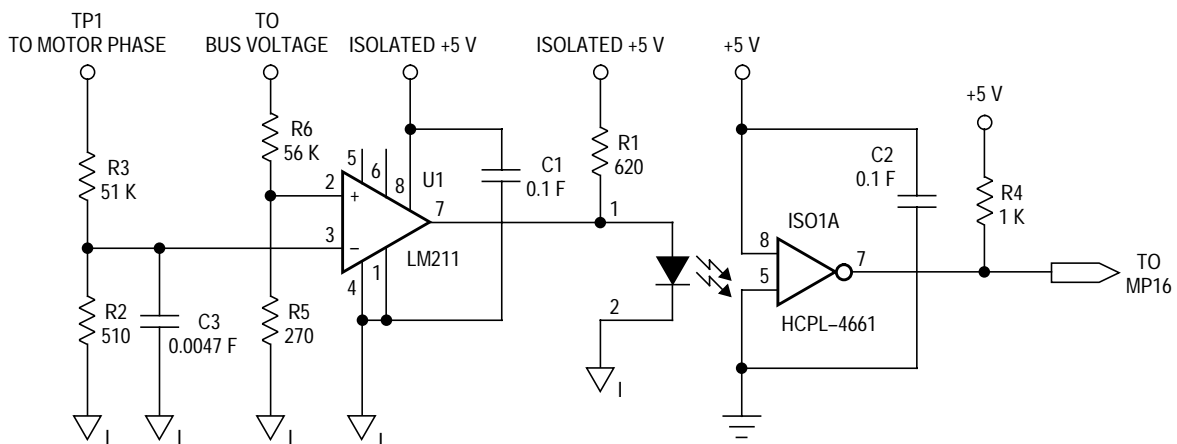 TP1
TO MOTOR PHASE
TO
BUS VOLTAGE
ISOLATED +5 V
ISOLATED +5 V
+5 V
+5 V
R3
51 K
R6
56 K
5
6
8
U1
C1
0.1 F
R1
620
C2
0.1 F
R4
1 K
2
+
3
–
7
1
4
LM211
1
2
ISO1A
8
5
7
HCPL–4661
TO
MP16
R2
510
C3
0.0047 F
R5
270
I
I
I
I
I